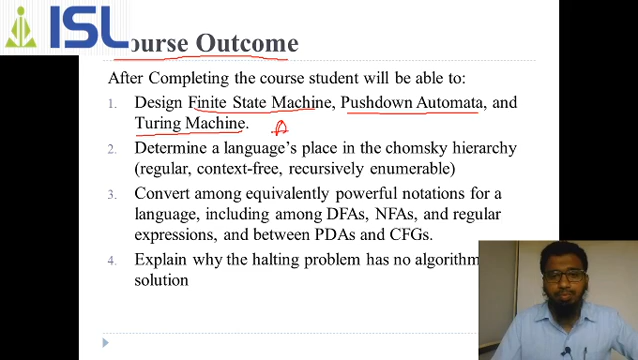 ISL
Course Outcome
After Completing the course student will be able to:
1. Design Finite State Machine, Pushdown Automata, and
Turing Machine.
2. Determine a language's place in the chomsky hierarchy
(regular, context-free, recursively enumerable)
3. Convert among equivalently powerful notations for a
language, including among DFAs, NFAs, and regular
expressions, and between PDAs and CFGs.
4. Explain why the halting problem has no algorithm
solution